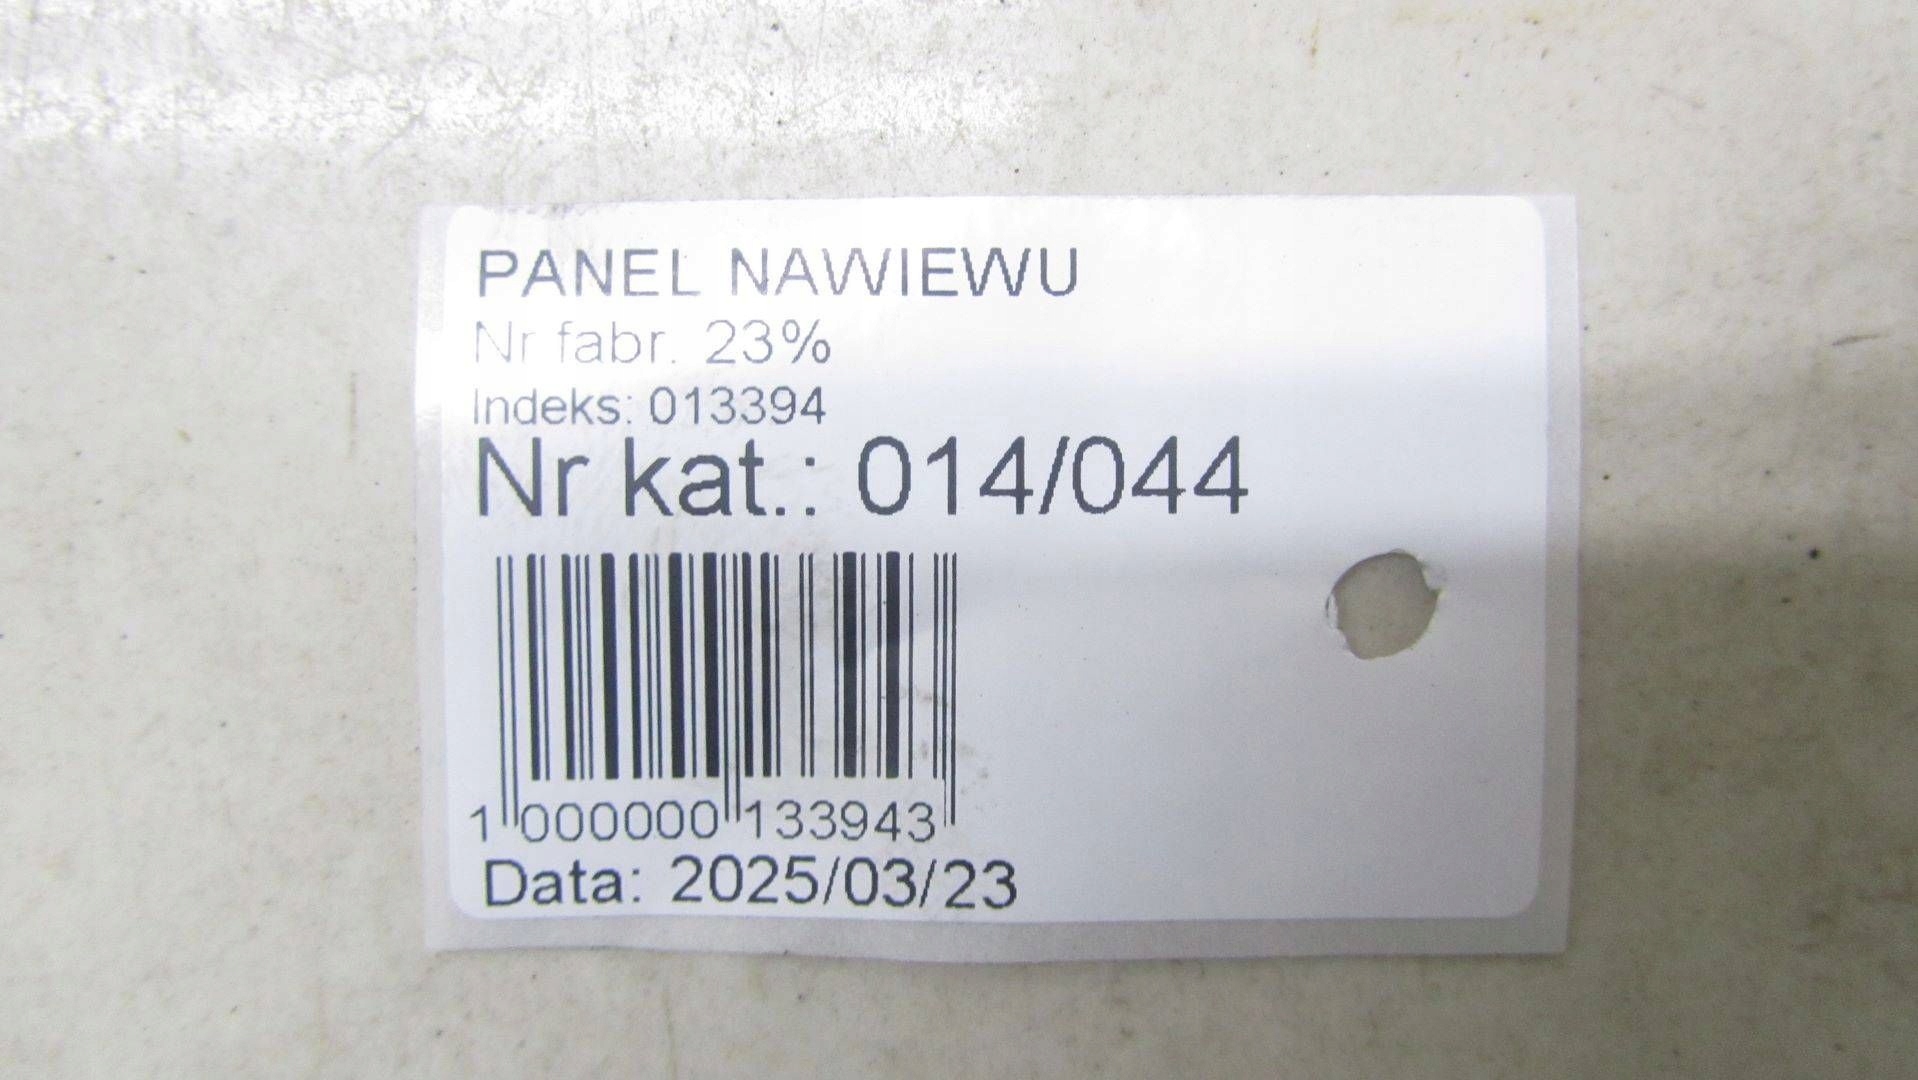 PANEL NAWIEWU
Nr fabr. 23%
Indeks: 013394
Nr kat.: 014/044
1 000000 133943
Data: 2025/03/23